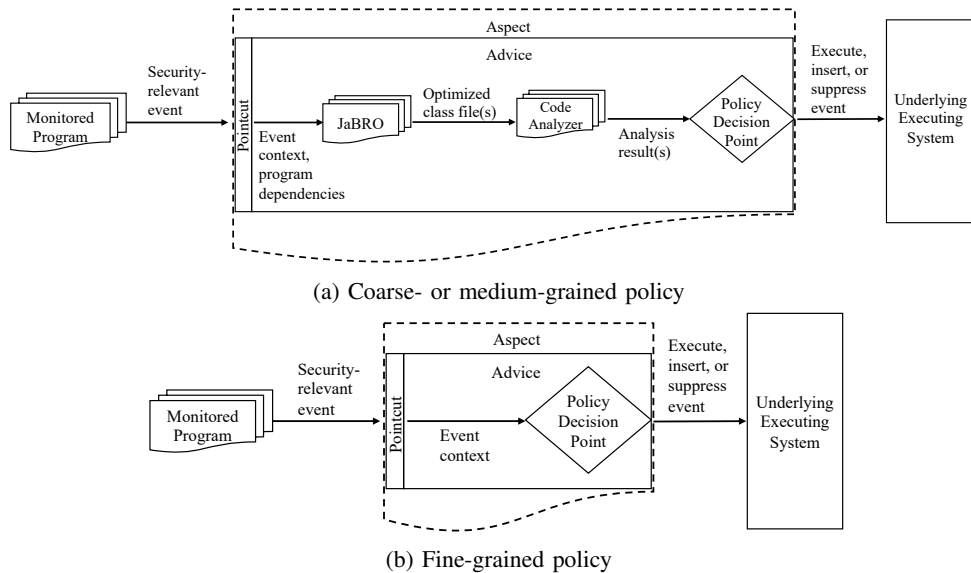 Aspect
Advice
Security-
relevant
event
Monitored
Program
Pointcut
Event
context,
program
dependencies
JaBRO
Optimized
class file(s)
Code
Analyzer
Analysis
result(s)
Policy
Decision
Point
Execute,
insert, or
suppress
event
Underlying
Executing
System
(a) Coarse- or medium-grained policy
Aspect
Advice
Security-
relevant
event
Monitored
Program
Pointcut
Event
context
Policy
Decision
Point
Execute,
insert, or
suppress
event
Underlying
Executing
System
(b) Fine-grained policy